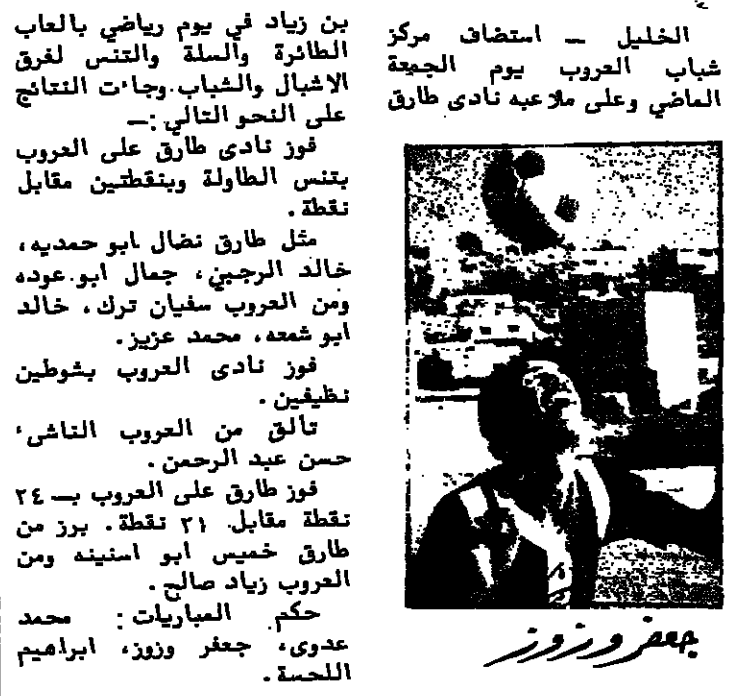 الخليل – استضاف مركز
شباب العروب يوم الجمعة
الماضي وعلى ملاعبه نادى طارق
بن زياد في يوم رياضي بالعاب
الطائرة والسلة والتنس لفرق
الاشبال والشباب وجاءت النتائج
على النحو التالي :–
فوز نادى طارق على العروب
بتنس الطاولة وبنقطتين مقابل
نقطة .
مثل طارق نضال ابو حمديه ،
خالد الرجبي ، جمال ابو عوده
ومن العروب سفيان ترك ، خالد
ابو شمعه ، محمد عزيز .
فوز نادى العروب بشوطين
نظيفين .
تألق من العروب الناشىء
حسن عبد الرحمن .
فوز طارق على العروب بـ ٢٤
نقطة مقابل ٢١ نقطة . برز من
طارق خميس ابو اسنينه ومن
العروب زياد صالح .
حكم المباريات : محمد
عدوى ، جعفر وزوز ، ابراهيم
اللحسة .
جعفر وزوز